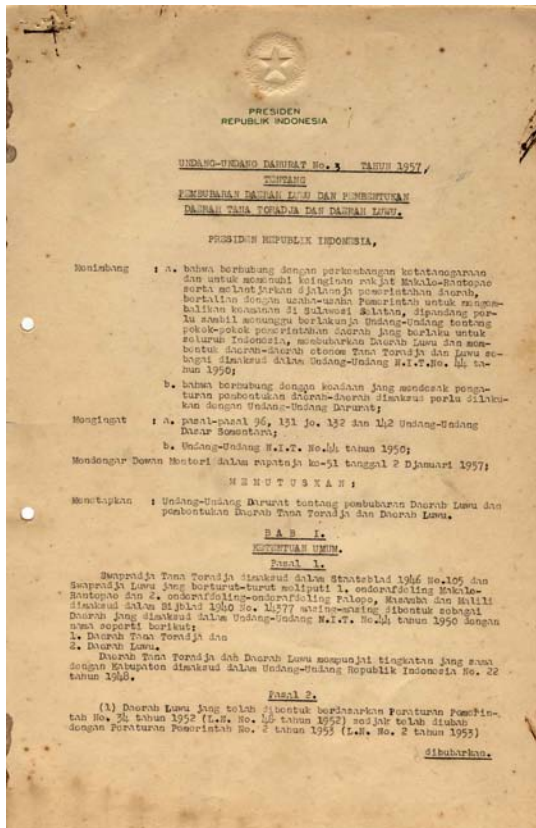 PRESIDEN
REPUBLIK INDONESIA
UNDANG-UNDANG DARURAT No. 3 TAHUN 1957
TENTANG
PEMBUBARAN DAERAH LUWU DAN PEMBENTUKAN
DAERAH TANA TORADJA DAN DAERAH LUWU.
PRESIDEN REPUBLIK INDONESIA,
Menimbang : a. bahwa berhubung dengan perkembangan ketatanegaraan
dan untuk memenuhi keinginan rakjat Makale-Rantepao
serta melantjarkan djalannja pemerintahan daerah,
bertalian dengan usaha-usaha Pemerintah untuk mengem-
balikan keamanan di Sulawesi Selatan, dipandang per-
lu sambil menunggu berlakunja Undang-Undang tentang
pokok-pokok pemerintahan daerah jang berlaku untuk
seluruh Indonesia, membubarkan Daerah Luwu dan mem-
bentuk daerah-daerah otonom Tana Toradja dan Luwu se-
bagai dimaksud dalam Undang-Undang N.I.T.No. 44 ta-
hun 1950;
b. bahwa berhubung dengan keadaan jang mendesak penga-
turan pembentukan daerah-daerah dimaksud perlu dilaku-
kan dengan Undang-Undang Darurat;
Mengingat : a. pasal-pasal 96, 131 jo. 132 dan 142 Undang-Undang
Dasar Sementara;
b. Undang-Undang N.I.T. No.44 tahun 1950;
Mendengar Dewan Menteri dalam rapatnja ke-51 tanggal 2 Djanuari 1957;
M E M U T U S K A N :
Menetapkan : Undang-Undang Darurat tentang pembubaran Daerah Luwu dan
pembentukan Daerah Tana Toradja dan Daerah Luwu.
B A B I.
KETENTUAN UMUM.
Pasal 1.
Swapradja Tana Toradja dimaksud dalam Staatsblad 1946 No.105 dan
Swapradja Luwu jang berturut-turut meliputi 1. onderafdeling Makale-
Rantepao dan 2. onderafdeling-onderafdeling Palopo, Masamba dan Malili
dimaksud dalam Bijblad 1940 No. 14377 masing-masing dibentuk sebagai
Daerah jang dimaksud dalam Undang-Undang N.I.T. No.44 tahun 1950 dengan
nama seperti berikut:
1. Daerah Tana Toradja dan
2. Daerah Luwu.
Daerah Tana Toradja dan Daerah Luwu mempunjai tingkatan jang sama
dengan Kabupaten dimaksud dalam Undang-Undang Republik Indonesia No. 22
tahun 1948.
Pasal 2.
(1) Daerah Luwu jang telah dibentuk berdasarkan Peraturan Pemerin-
tah No. 34 tahun 1952 (L.N. No. 48 tahun 1952) sedjak telah diubah
dengan Peraturan Pemerintah No. 2 tahun 1953 (L.N. No. 2 tahun 1953)
dibubarkan.